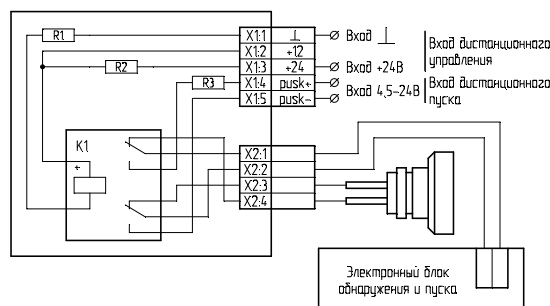 R1
R2
R3
K1
+
X1:1 ⊥
X1:2 +12
X1:3 +24
X1:4 pusk+
X1:5 pusk-
Вход ⊥
Вход +24В
Вход 4,5-24В
Вход дистанционного
управления
Вход дистанционного
пуска
X2:1
X2:2
X2:3
X2:4
Электронный блок
обнаружения и пуска